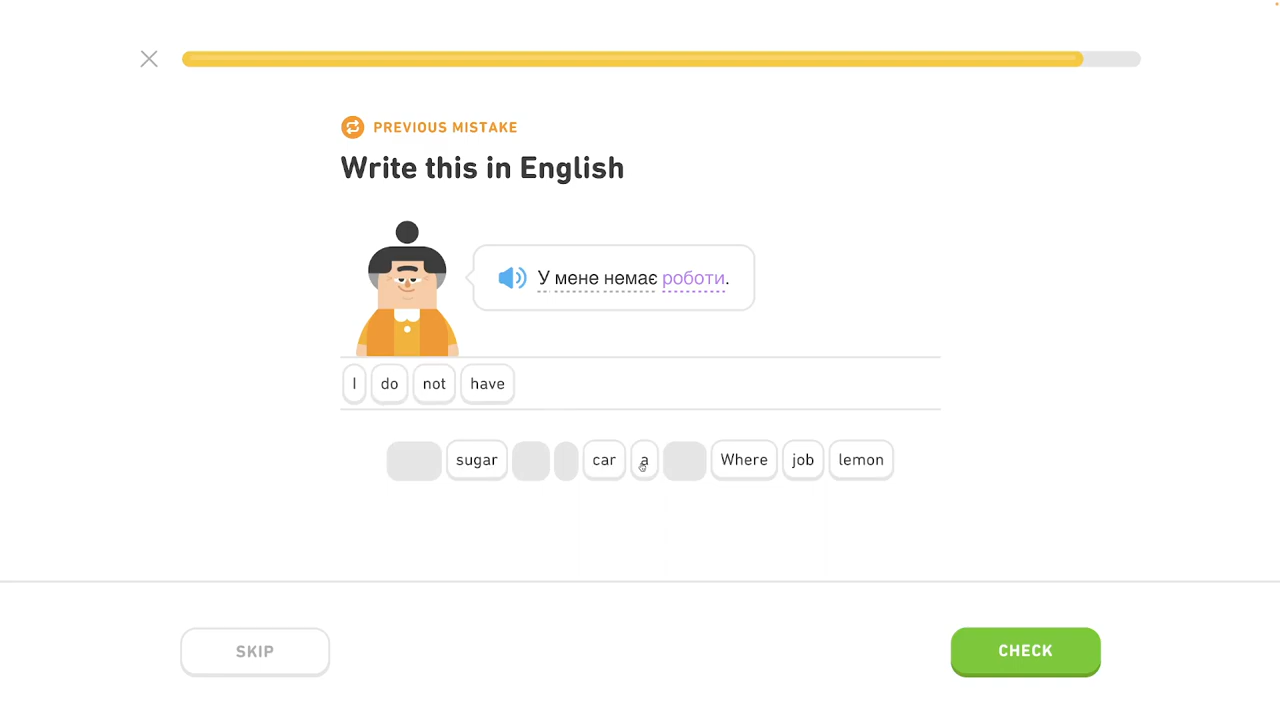 PREVIOUS MISTAKE
Write this in English
У мене немає роботи.
I do not have
sugar car a Where job lemon
SKIP CHECK